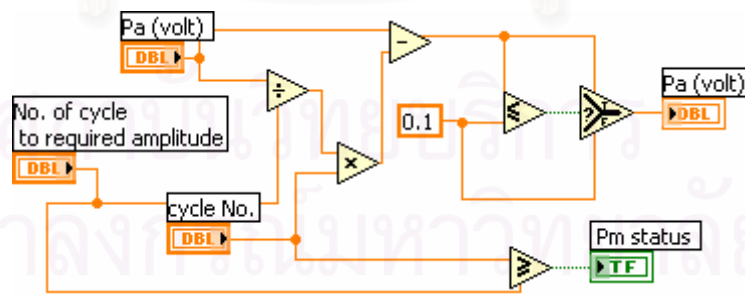 Pa (volt)
DBL
No. of cycle
to required amplitude
DBL
cycle No.
DBL
÷
×
-
0.1
≤
?
T
F
Pa (volt)
DBL
≥
Pm status
TF